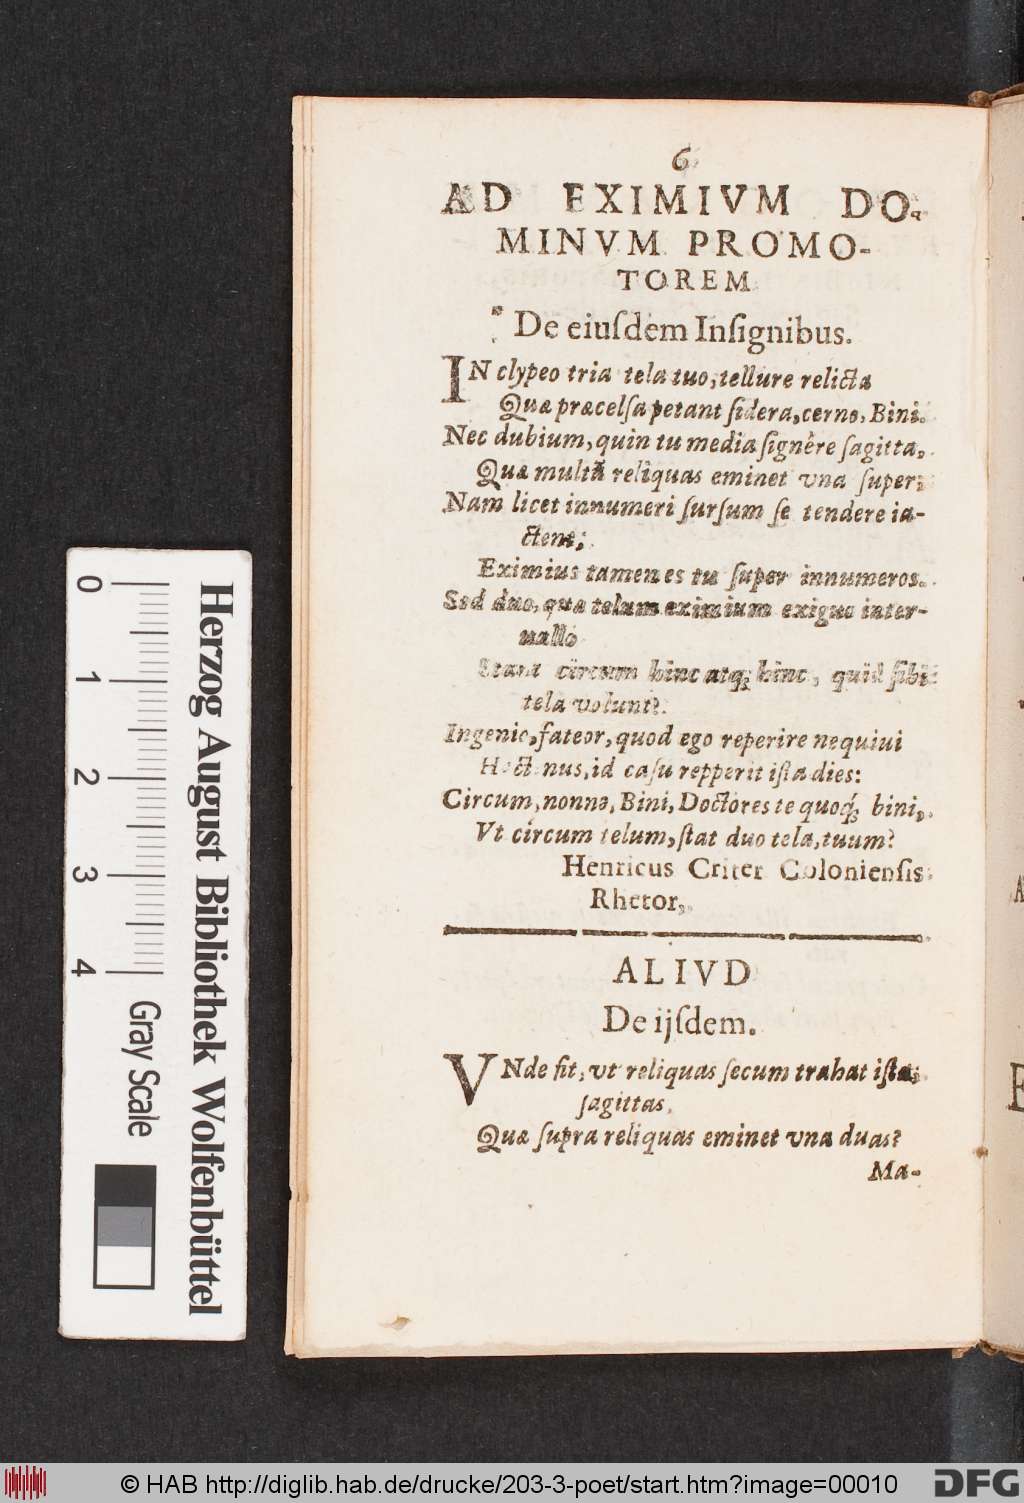 6
AD EXIMIVM DO-
MINVM PROMO-
TOREM
De eiuſdem Inſignibus.
IN clypeo tria tela tuo, tellure relicta
Quæ præcelſa petant ſidera, cerno, Bini.
Nec dubium, quin tu media ſignêre ſagitta,
Quæ multũ reliquas eminet vna ſuper;
Nam licet innumeri ſurſum ſe tendere ia-
ctent;
Eximius tamen es tu ſuper innumeros.
Sed duo, quæ telum eximium exiguo inter-
uallo
Stant circum hinc atq; hinc, quid ſibi
tela volunt?
Ingenio, fateor, quod ego reperire nequiui
Hactenus, id caſu repperit iſta dies:
Circum, nonne, Bini, Doctores te quoq́; bini,
Vt circum telum, ſtat duo tela, tuum?
Henricus Criter Colonienſis
Rhetor,
ALIVD
De ijſdem.
VNde fit, vt reliquas ſecum trahat iſta,
ſagittas,
Quæ ſupra reliquas eminet vna duas?
Ma-
0
1
2
3
4
Gray Scale
Herzog August Bibliothek Wolfenbüttel
© HAB http://diglib.hab.de/drucke/203-3-poet/start.htm?image=00010
DFG